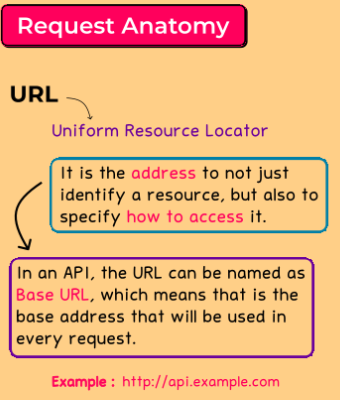 Request Anatomy
URL
Uniform Resource Locator
It is the address to not just
identify a resource, but also to
specify how to access it.
In an API, the URL can be named as
Base URL, which means that is the
base address that will be used in
every request.
Example : http://api.example.com